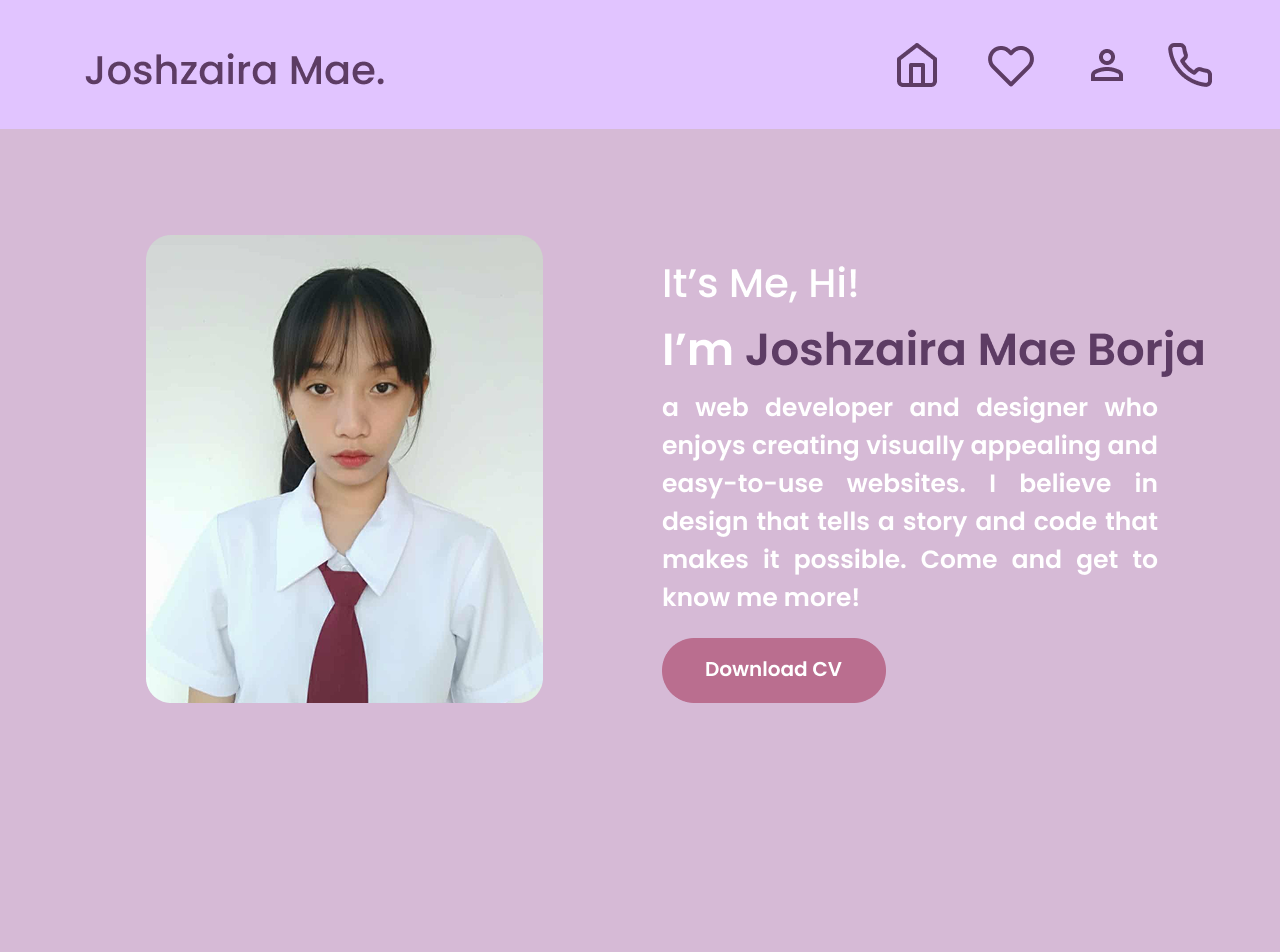 Joshzaira Mae.
It’s Me, Hi!
I’m Joshzaira Mae Borja
a web developer and designer who
enjoys creating visually appealing and
easy-to-use websites. I believe in
design that tells a story and code that
makes it possible. Come and get to
know me more!
Download CV